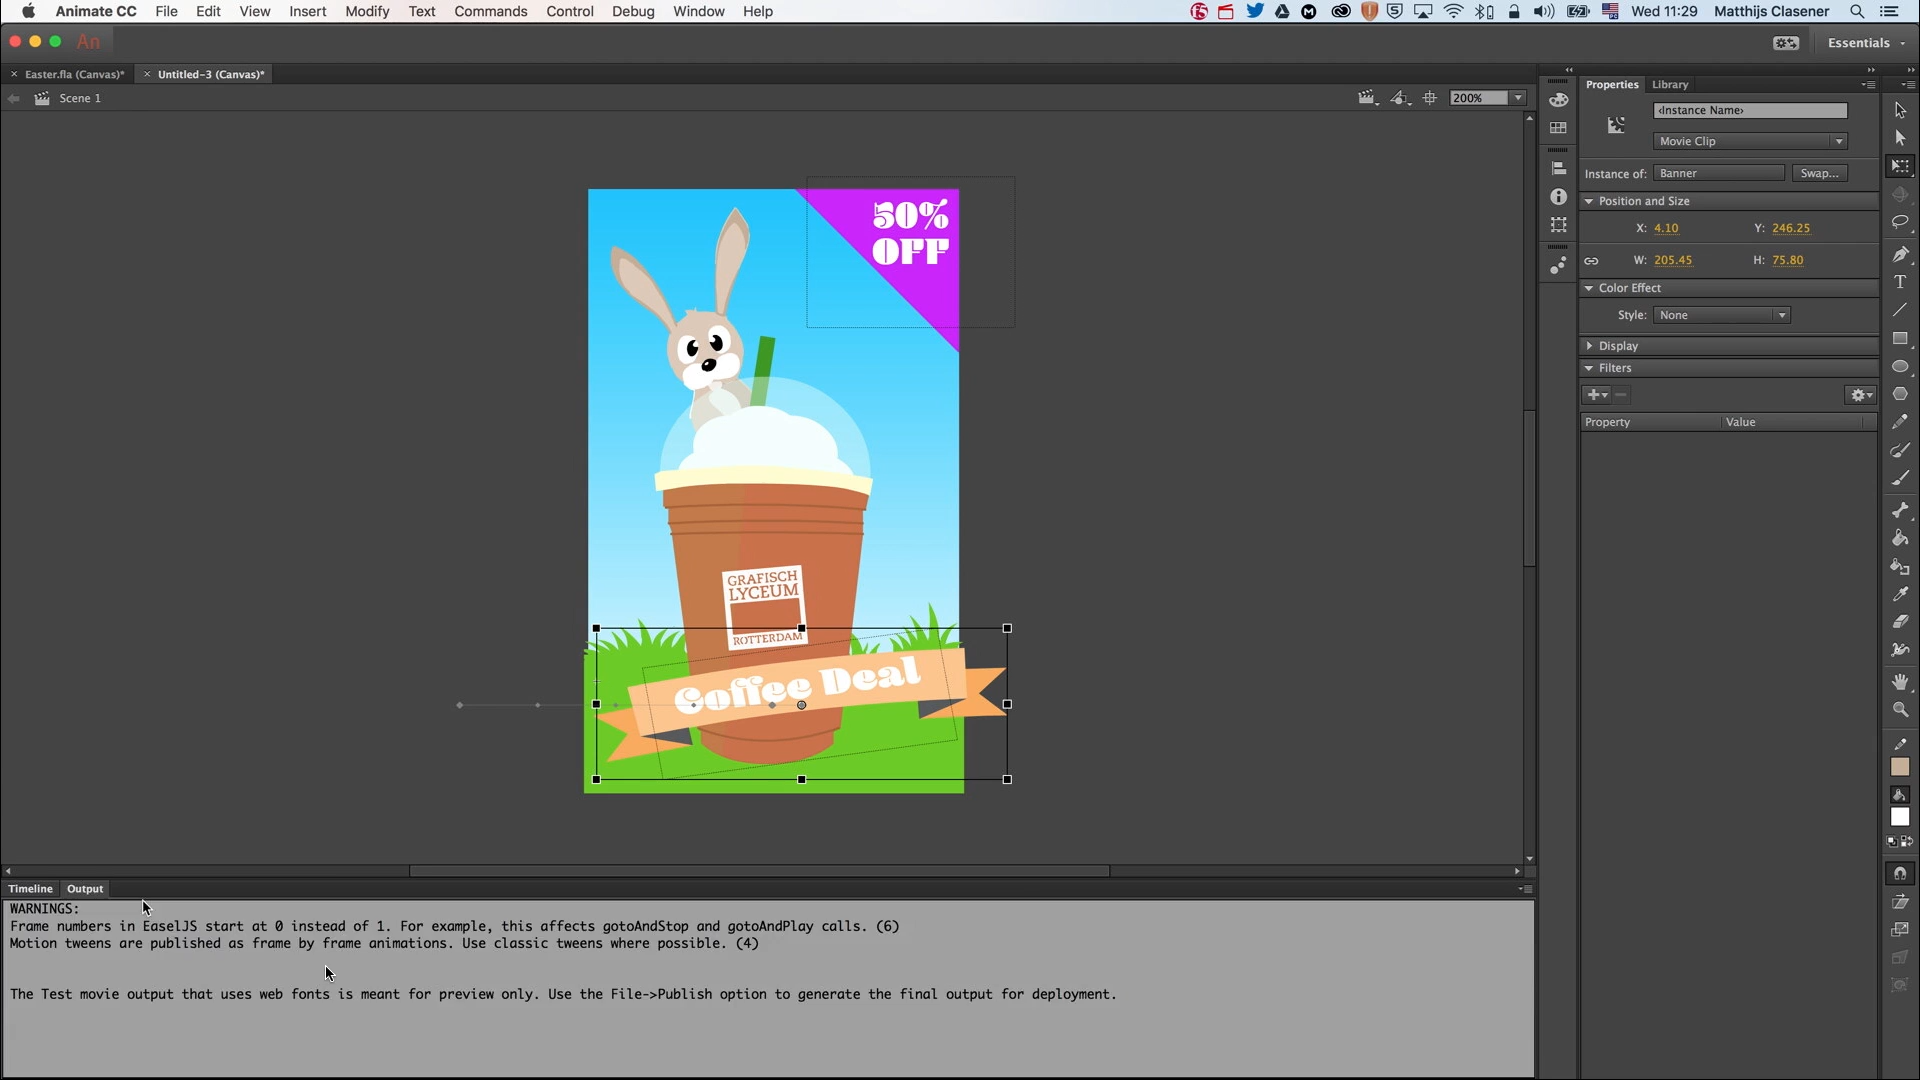 Animate CC File Edit View Insert Modify Text Commands Control Debug Window Help
Wed 11:29 Matthijs Clasener
An
Essentials
Easter.fla (Canvas)*
Untitled-3 (Canvas)*
Scene 1
200%
Properties Library
<Instance Name>
Movie Clip
Instance of: Banner Swap...
Position and Size
X: 4.10 Y: 246.25
W: 205.45 H: 75.80
Color Effect
Style: None
Display
Filters
Property Value
50%
OFF
GRAFISCH
LYCEUM
ROTTERDAM
Coffee Deal
Timeline Output
WARNINGS:
Frame numbers in EaselJS start at 0 instead of 1. For example, this affects gotoAndStop and gotoAndPlay calls. (6)
Motion tweens are published as frame by frame animations. Use classic tweens where possible. (4)
The Test movie output that uses web fonts is meant for preview only. Use the File->Publish option to generate the final output for deployment.